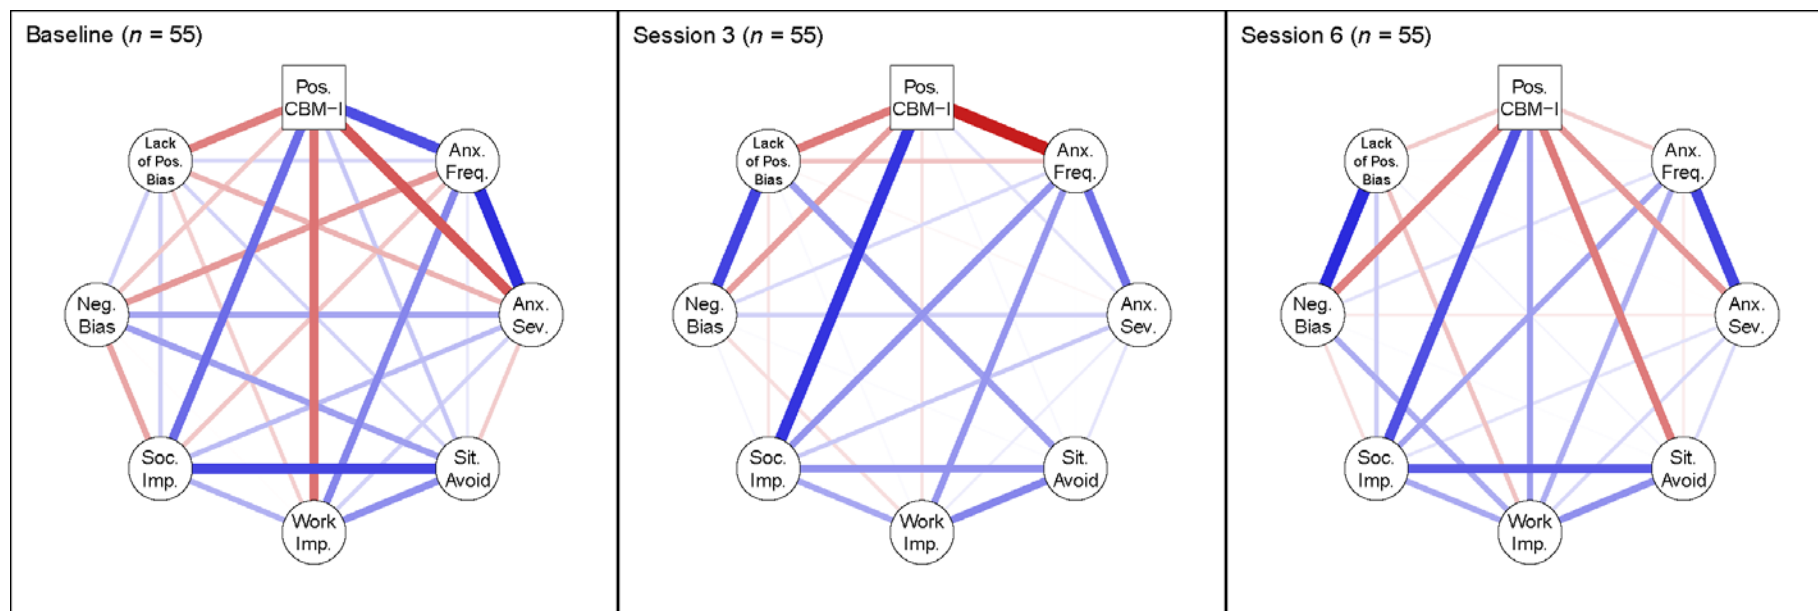 Baseline (n = 55)
Pos.
CBM-I
Lack
of Pos.
Bias
Anx.
Freq.
Neg.
Bias
Anx.
Sev.
Soc.
Imp.
Sit.
Avoid
Work
Imp.
Session 3 (n = 55)
Pos.
CBM-I
Lack
of Pos.
Bias
Anx.
Freq.
Neg.
Bias
Anx.
Sev.
Soc.
Imp.
Sit.
Avoid
Work
Imp.
Session 6 (n = 55)
Pos.
CBM-I
Lack
of Pos.
Bias
Anx.
Freq.
Neg.
Bias
Anx.
Sev.
Soc.
Imp.
Sit.
Avoid
Work
Imp.